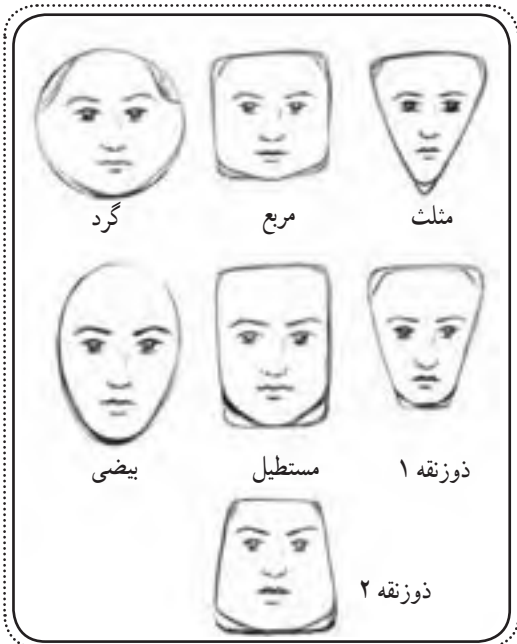 مثلث
مربع
گرد
ذوزنقه ۱
مستطیل
بیضی
ذوزنقه ۲